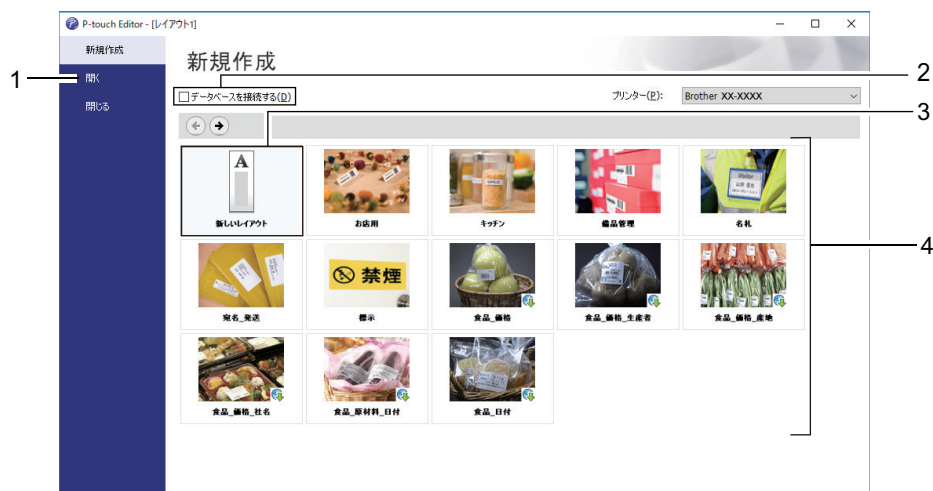 P-touch Editor - [レイアウト1]
新規作成
新規作成
1
開く
2
データベースを接続する(D)
プリンター(P):
Brother XX-XXXX
閉じる
3
A
Visitor
山田 達也
GARLIC
新しいレイアウト
お店用
キッチン
備品管理
名札
禁煙
4
宛名_発送
標示
食品_価格
食品_価格_生産者
食品_価格_産地
食品_価格_社名
食品_原材料_日付
食品_日付